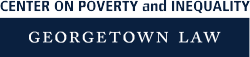 CENTER ON POVERTY and INEQUALITY
GEORGETOWN LAW